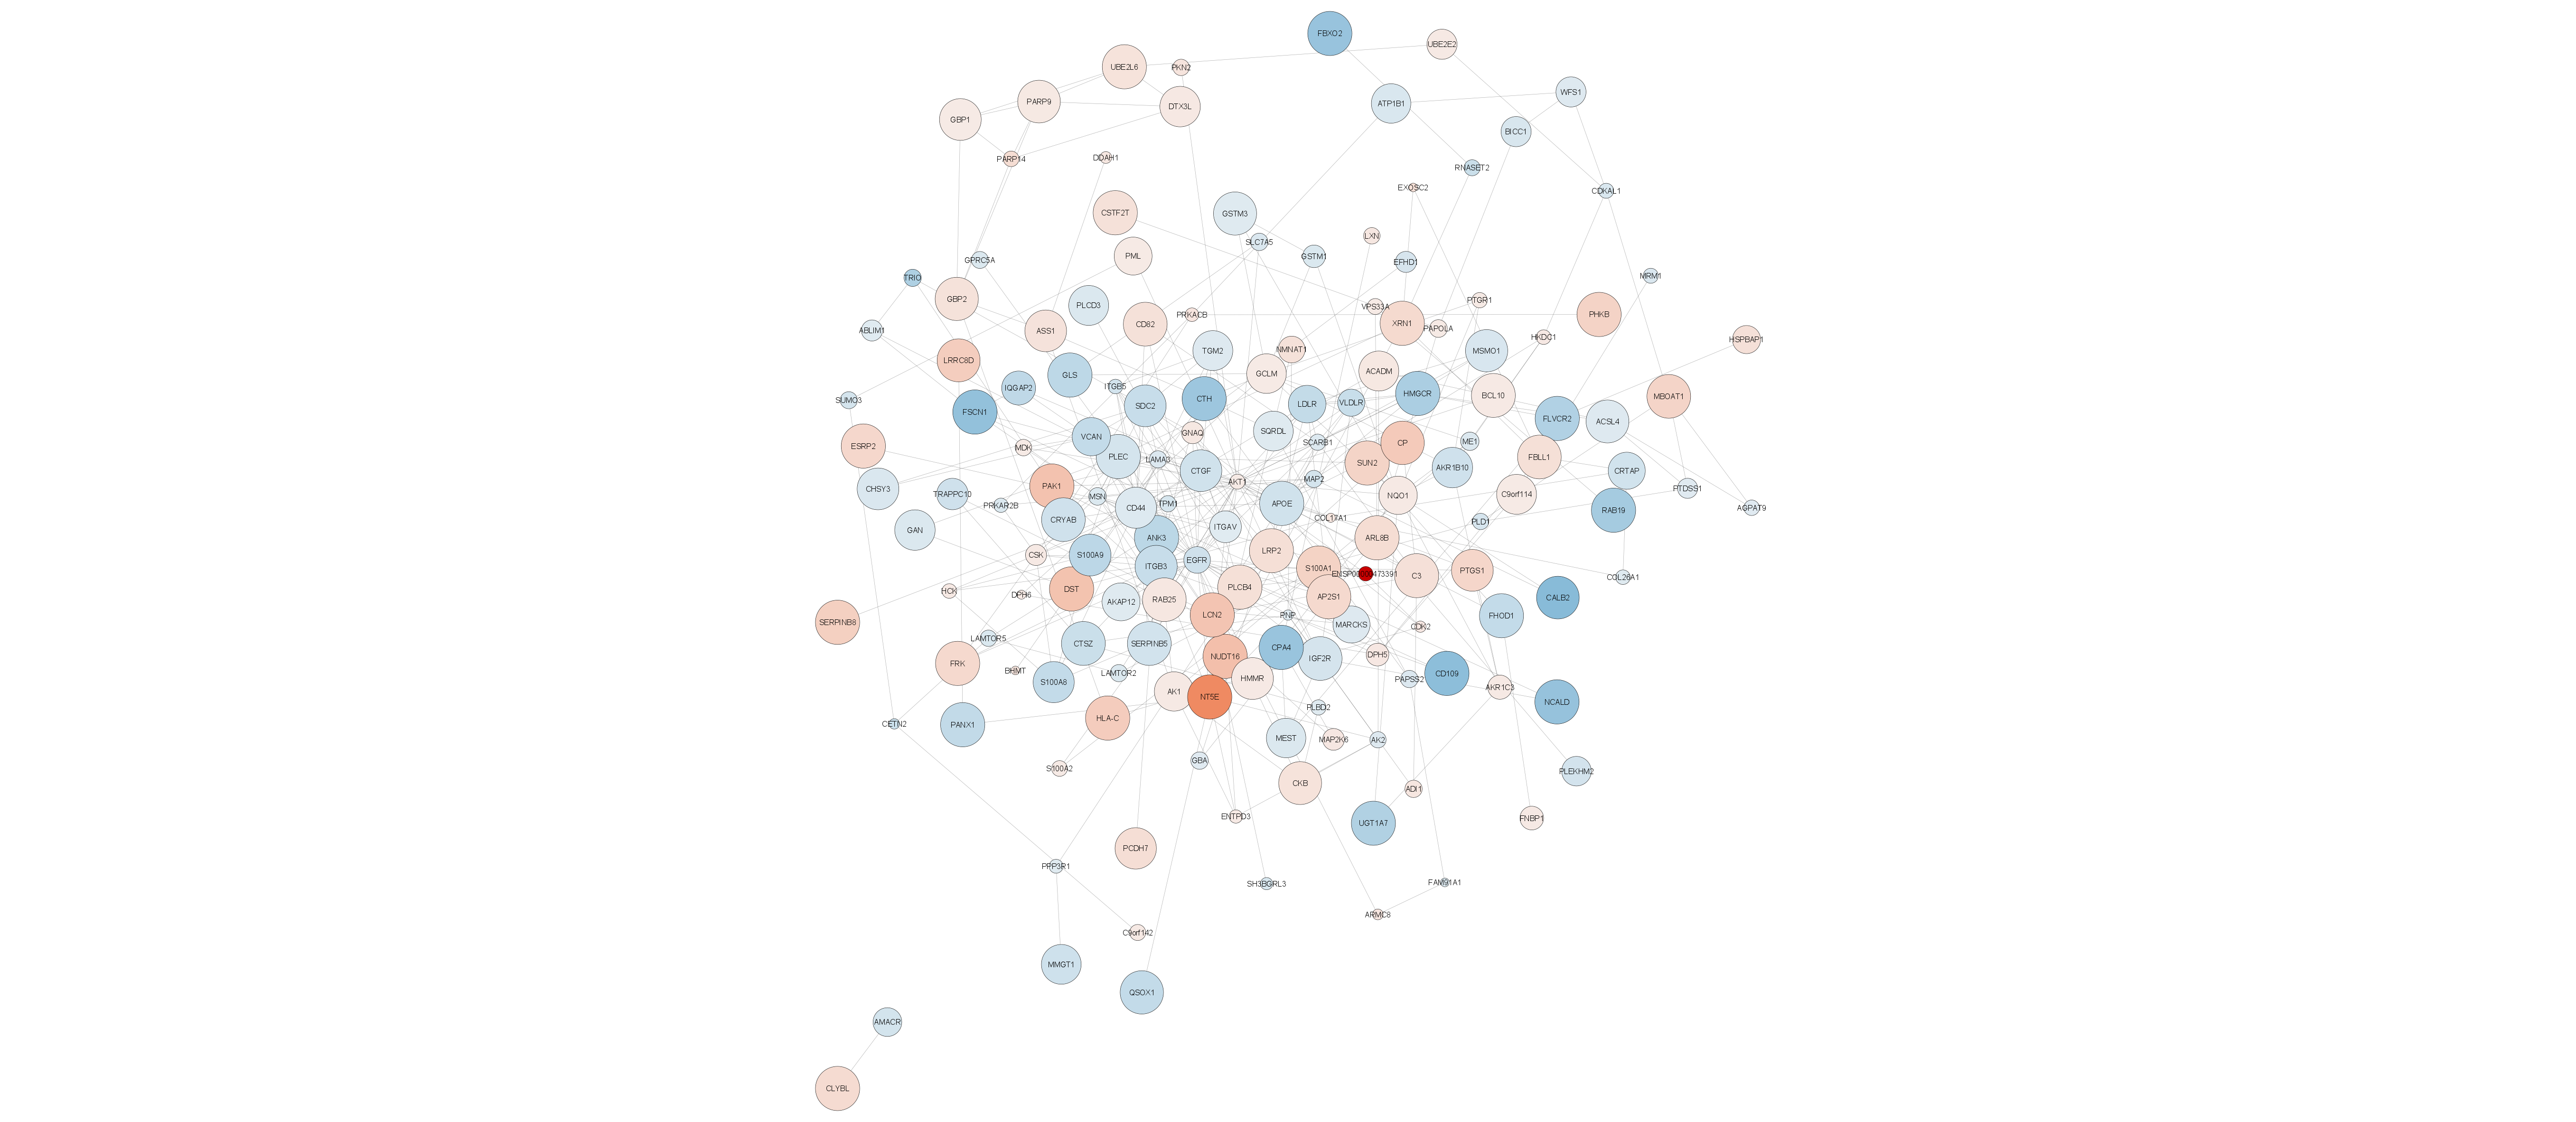 FBXO2
UBE2E2
UBE2L6
PKN2
WFS1
PARP9
ATP1B1
DTX3L
GBP1
BICC1
PARP14
DDAH1
RNASET2
EXOSC2
CDKAL1
CSTF2T
GSTM3
LXN
SLC7A5
PML
GSTM1
GPRC5A
EFHD1
MRM1
TRIO
GBP2
PTGR1
PLCD3
VPS33A
PRKACB
PHKB
CD82
XRN1
PAPOLA
ABLIM1
ASS1
HKDC1
HSPBAP1
TGM2
NMNAT1
MSMO1
LRRC8D
ACADM
GCLM
GLS
ITGB5
IQGAP2
HMGCR
BCL10
MBOAT1
CTH
SUMO3
VLDLR
LDLR
SDC2
FSCN1
FLVCR2
ACSL4
SQRDL
GNAQ
VCAN
ME1
SCARB1
CP
ESRP2
MDK
PLEC
FBLL1
LAMA3
SUN2
AKR1B10
CTGF
CRTAP
MAP2
AKT1
PAK1
CHSY3
PTDSS1
TRAPPC10
C9orf114
NQO1
MSN
TPM1
APOE
PRKAR2B
CD44
AGPAT9
RAB19
COL17A1
CRYAB
PLD1
ITGAV
GAN
ANK3
ARL8B
LRP2
CSK
S100A9
EGFR
ITGB3
S100A1
PTGS1
C3
COL26A1
PLCB4
DST
HCK
DPH6
AP2S1
CALB2
RAB25
AKAP12
LCN2
PNP
FHOD1
SERPINB8
MARCKS
CDK2
LAMTOR5
CTSZ
SERPINB5
CPA4
DPH5
NUDT16
IGF2R
FRK
BHMT
LAMTOR2
CD109
HMMR
PAPSS2
S100A8
AKR1C3
AK1
NT5E
NCALD
PLBD2
HLA-C
CETN2
PANX1
MEST
MAP2K6
AK2
GBA
S100A2
PLEKHM2
CKB
ADI1
ENTPD3
FNBP1
UGT1A7
PCDH7
PPP3R1
SH3BGRL3
FAM91A1
ARMC8
C9orf142
MMGT1
QSOX1
AMACR
CLYBL